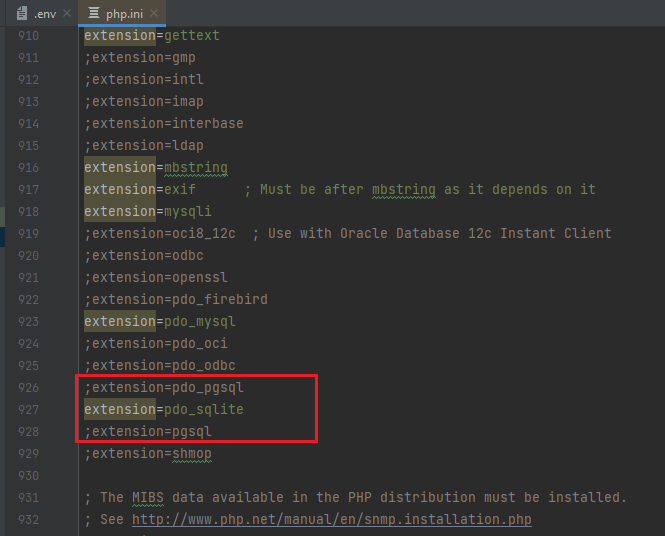 .env
php.ini
910 extension=gettext
911 ;extension=gmp
912 ;extension=intl
913 ;extension=imap
914 ;extension=interbase
915 ;extension=ldap
916 extension=mbstring
917 extension=exif      ; Must be after mbstring as it depends on it
918 extension=mysqli
919 ;extension=oci8_12c  ; Use with Oracle Database 12c Instant Client
920 ;extension=odbc
921 ;extension=openssl
922 ;extension=pdo_firebird
923 extension=pdo_mysql
924 ;extension=pdo_oci
925 ;extension=pdo_odbc
926 ;extension=pdo_pgsql
927 extension=pdo_sqlite
928 ;extension=pgsql
929 ;extension=shmop
930
931 ; The MIBS data available in the PHP distribution must be installed.
932 ; See http://www.php.net/manual/en/snmp.installation.php